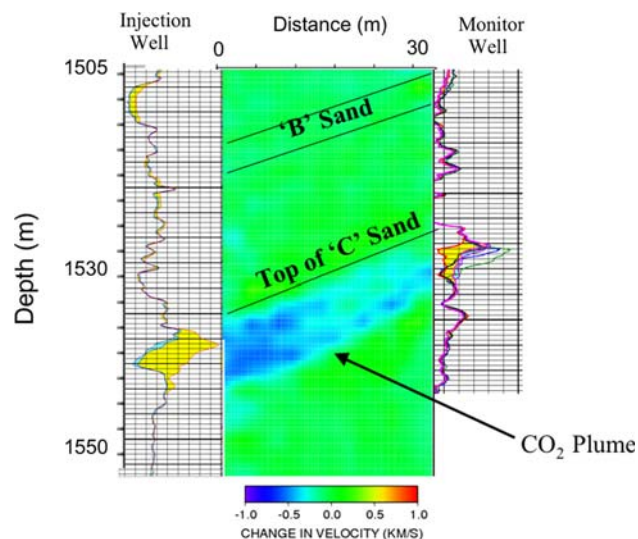 Injection
Well
Distance (m)
Monitor
Well
0
30
1505
'B' Sand
Top of 'C' Sand
Depth (m)
1530
1550
CO₂ Plume
-1.0 -0.5 0.0 0.5 1.0
CHANGE IN VELOCITY (KM/S)